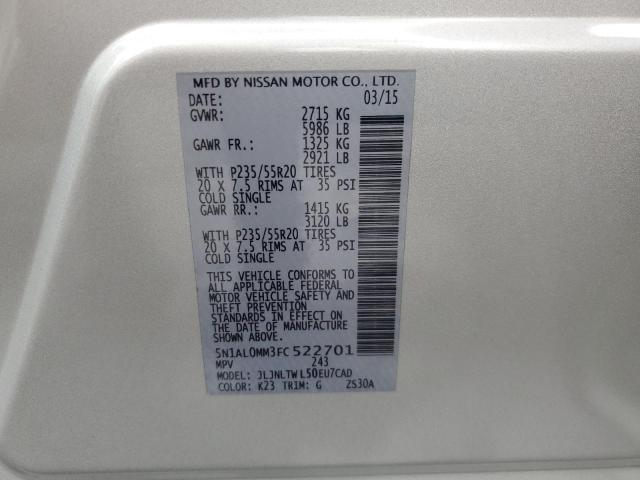 MFD BY NISSAN MOTOR CO., LTD.
DATE: 03/15
GVWR: 2715 KG
5986 LB
GAWR FR.: 1325 KG
2921 LB
WITH P235/55R20 TIRES
20 X 7.5 RIMS AT 35 PSI
COLD SINGLE
GAWR RR.: 1415 KG
3120 LB
WITH P235/55R20 TIRES
20 X 7.5 RIMS AT 35 PSI
COLD SINGLE
THIS VEHICLE CONFORMS TO
ALL APPLICABLE FEDERAL
MOTOR VEHICLE SAFETY AND
THEFT PREVENTION
STANDARDS IN EFFECT ON
THE DATE OF MANUFACTURE
SHOWN ABOVE.
5N1AL0MM3FC522701
MPV 243
MODEL: JLJNLTWL50EU7CAD
COLOR: K23 TRIM: G ZS30A